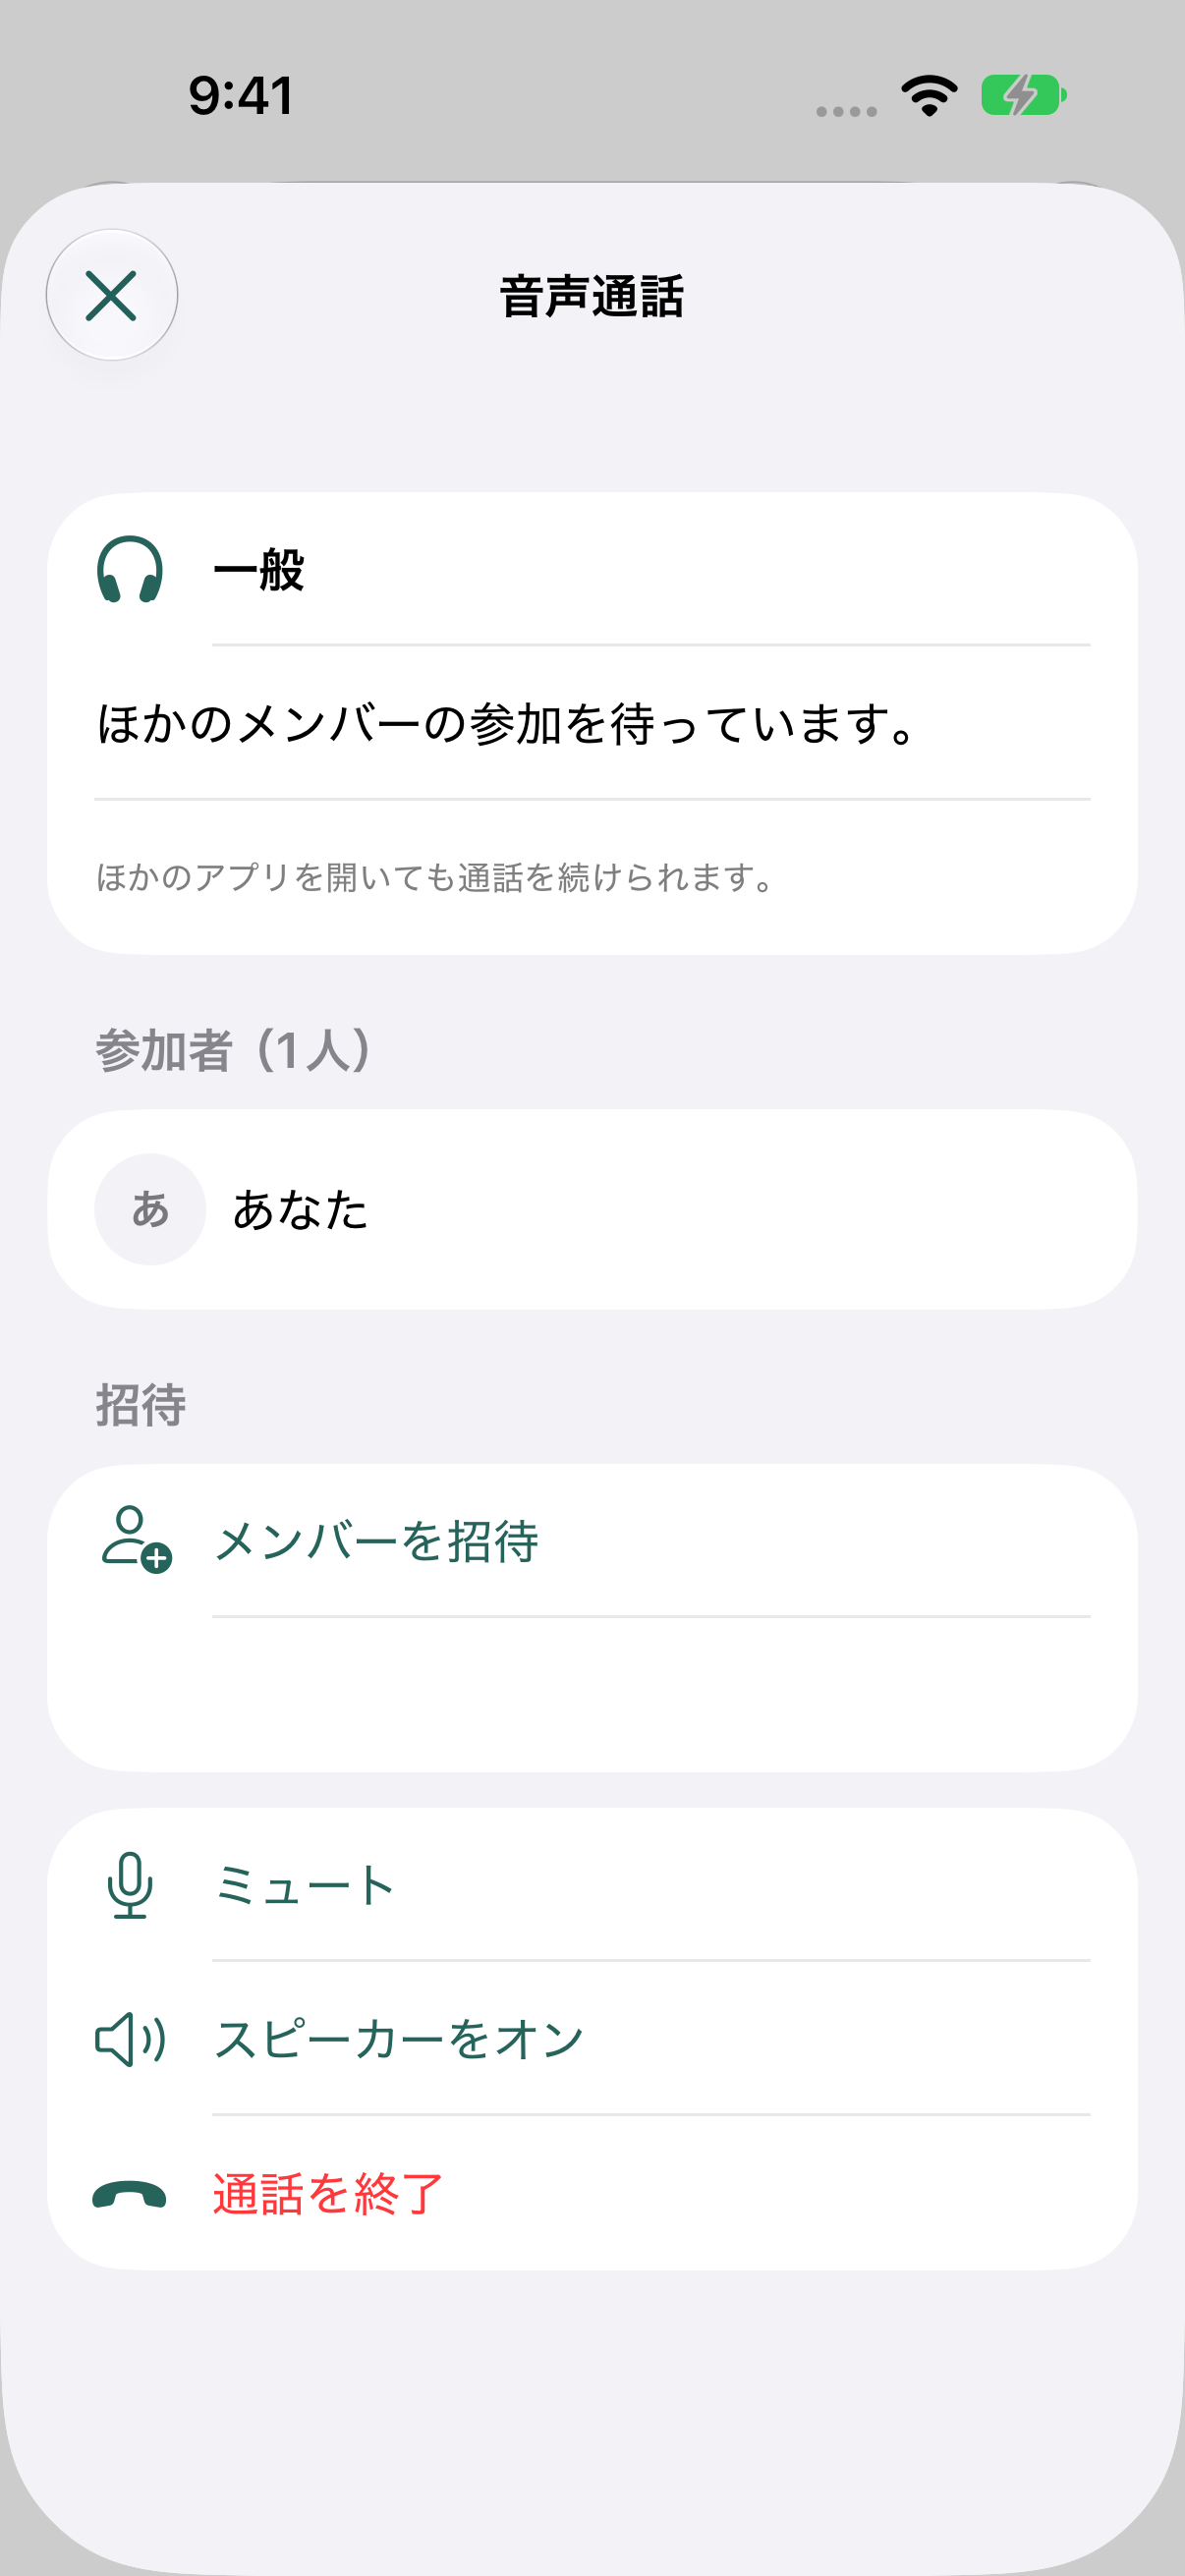 9:41
音声通話
一般
ほかのメンバーの参加を待っています。
ほかのアプリを開いても通話を続けられます。
参加者（1人）
あ あなた
招待
メンバーを招待
ミュート
スピーカーをオン
通話を終了